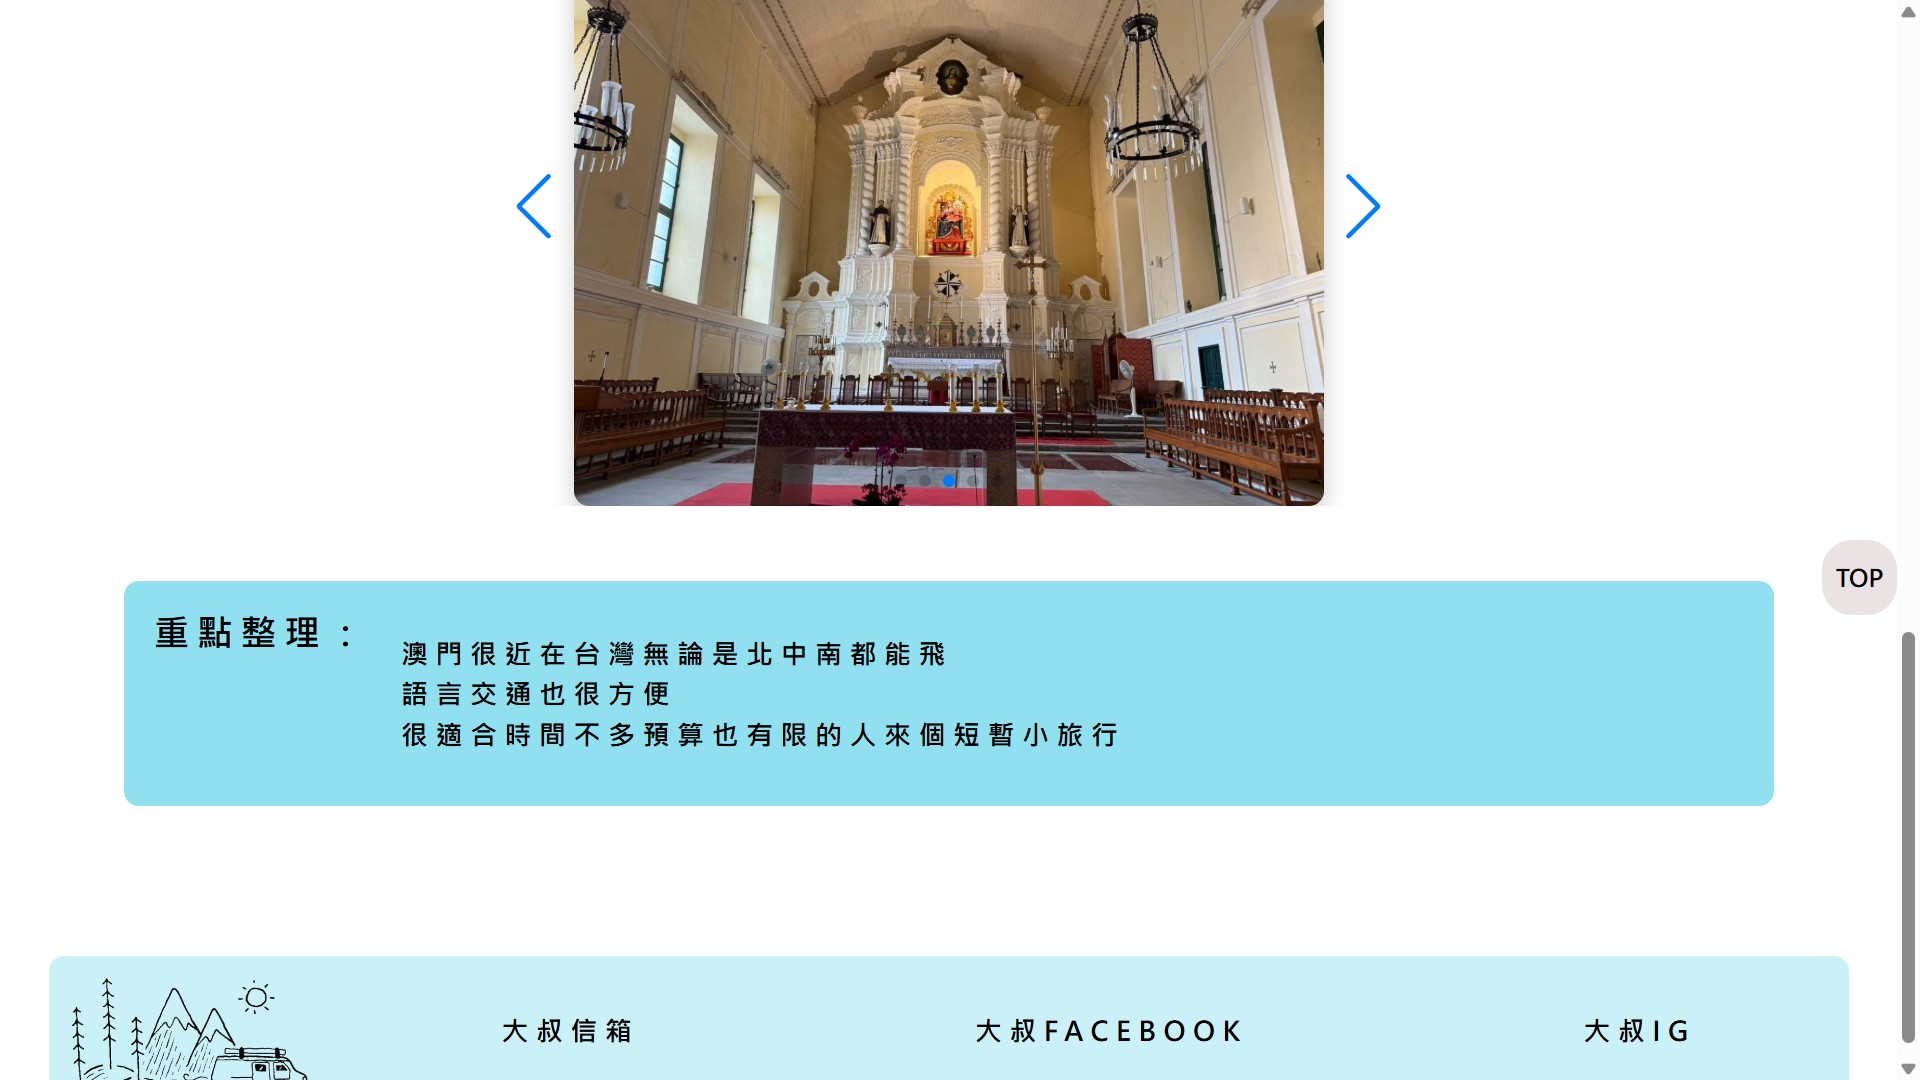 TOP
重點整理：
澳門很近在台灣無論是北中南都能飛
語言交通也很方便
很適合時間不多預算也有限的人來個短暫小旅行
大叔信箱
大叔FACEBOOK
大叔IG